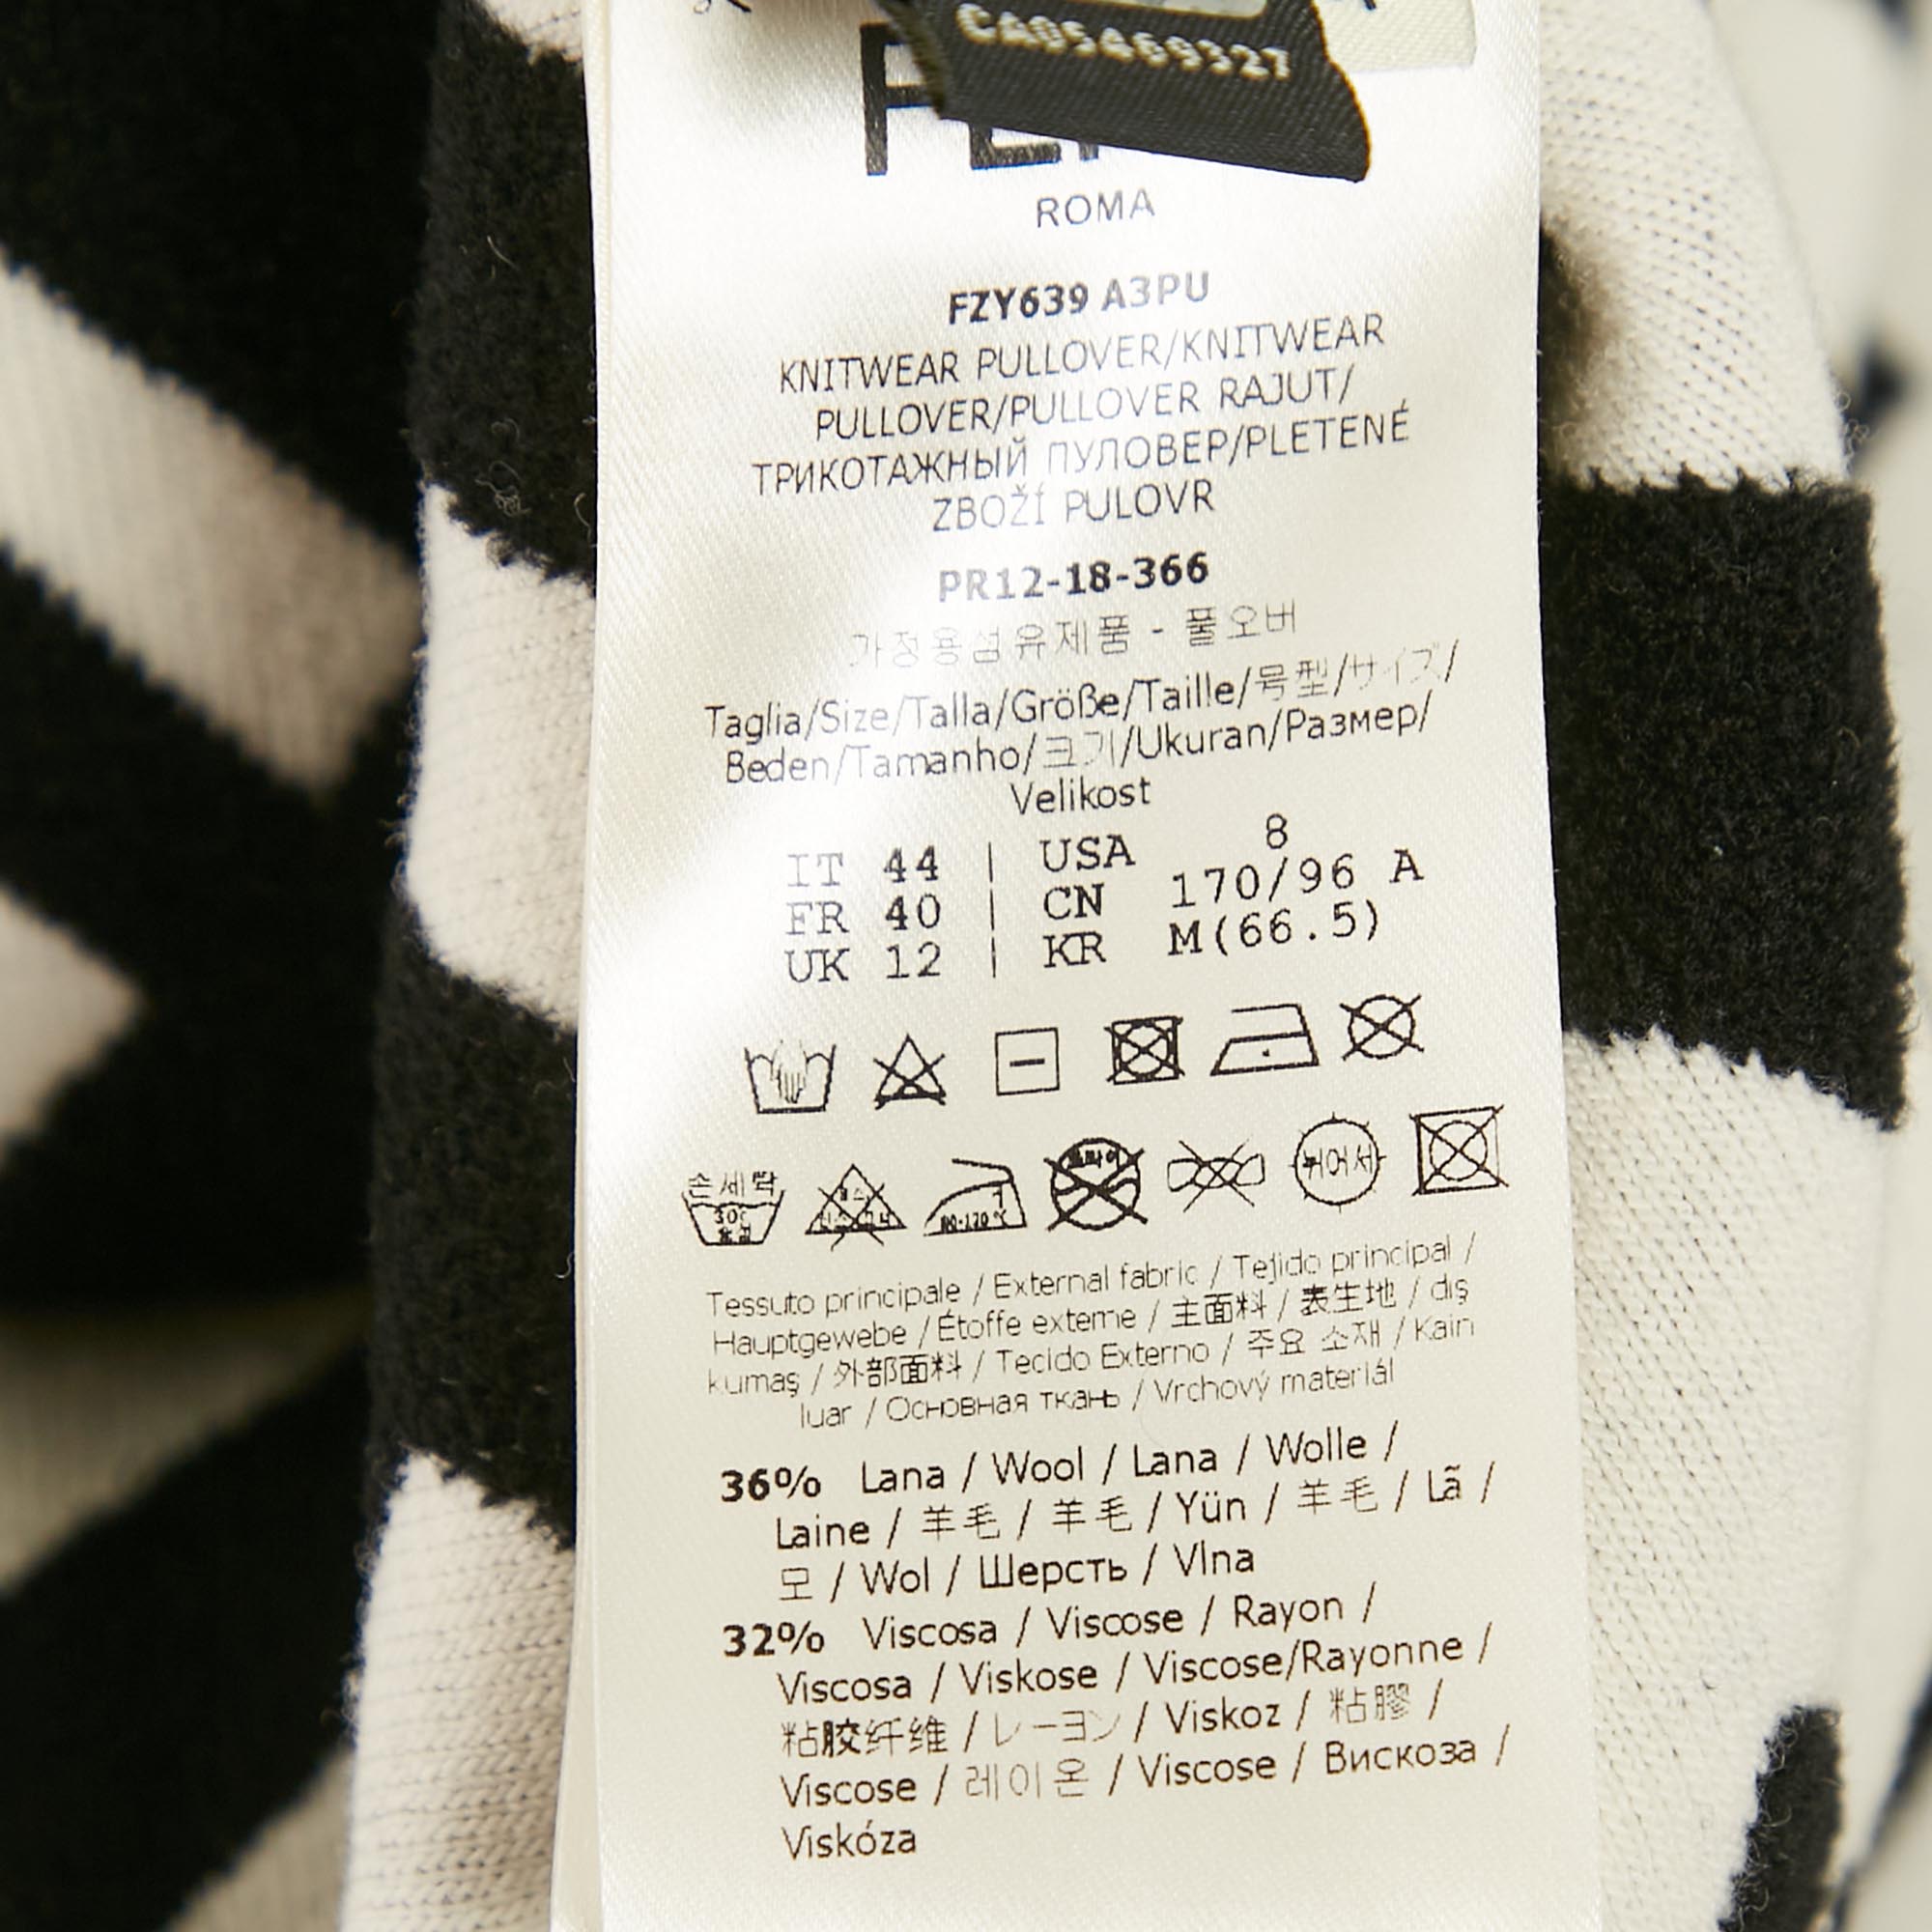 CA05469327
ROMA
FZY639 A3PU
KNITWEAR PULLOVER/KNITWEAR
PULLOVER/PULLOVER RAJUT/
ТРИКОТАЖНЫЙ ПУЛОВЕР/PLETENÉ
ZBOŽÍ PULOVR
PR12-18-366
가정용섬유제품 - 풀오버
Taglia/Size/Talla/Größe/Taille/号型/サイズ/
Beden/Tamanho/크기/Ukuran/Размер/
Velikost
IT 44 | USA 8
FR 40 | CN 170/96 A
UK 12 | KR M(66.5)
손세탁
30℃
80-120℃
뉘어서
Tessuto principale / External fabric / Tejido principal /
Hauptgewebe / Étoffe externe / 主面料 / 表生地 / dış
kumaş / 外部面料 / Tecido Externo / 주요 소재 / Kain
luar / Основная ткань / Vrchový materiál
36% Lana / Wool / Lana / Wolle /
Laine / 羊毛 / 羊毛 / Yün / 羊毛 / Lã /
모 / Wol / Шерсть / Vlna
32% Viscosa / Viscose / Rayon /
Viscosa / Viskose / Viscose/Rayonne /
粘胶纤维 / レーヨン / Viskoz / 粘膠 /
Viscose / 레이온 / Viscose / Вискоза /
Viskóza